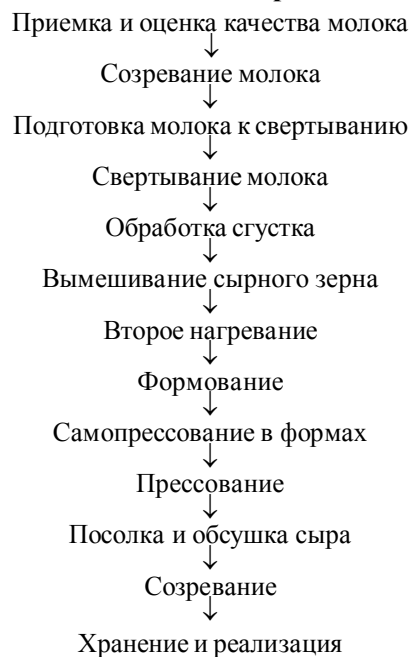 Приемка и оценка качества молока
↓
Созревание молока
↓
Подготовка молока к свертыванию
↓
Свертывание молока
↓
Обработка сгустка
↓
Вымешивание сырного зерна
↓
Второе нагревание
↓
Формование
↓
Самопрессование в формах
↓
Прессование
↓
Посолка и обсушка сыра
↓
Созревание
↓
Хранение и реализация